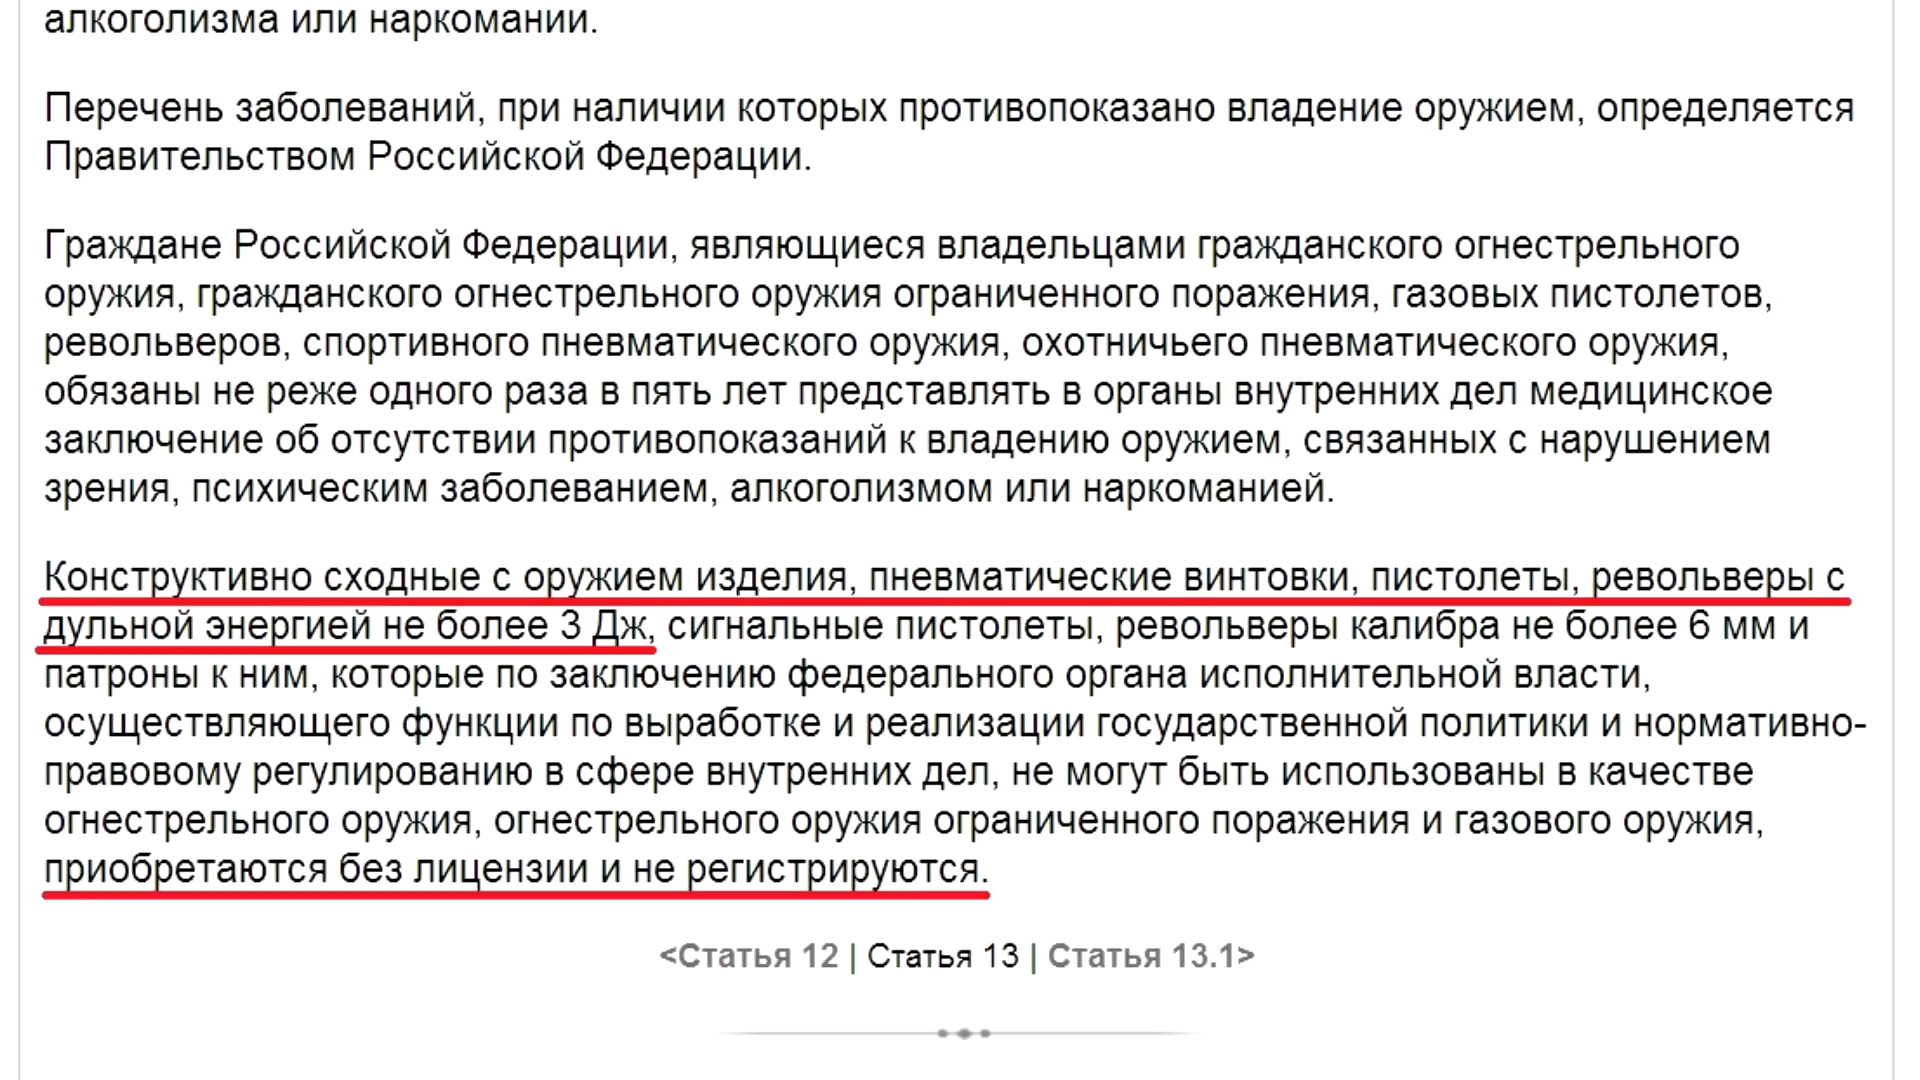 алкоголизма или наркомании.
Перечень заболеваний, при наличии которых противопоказано владение оружием, определяется
Правительством Российской Федерации.
Граждане Российской Федерации, являющиеся владельцами гражданского огнестрельного
оружия, гражданского огнестрельного оружия ограниченного поражения, газовых пистолетов,
револьверов, спортивного пневматического оружия, охотничьего пневматического оружия,
обязаны не реже одного раза в пять лет представлять в органы внутренних дел медицинское
заключение об отсутствии противопоказаний к владению оружием, связанных с нарушением
зрения, психическим заболеванием, алкоголизмом или наркоманией.
Конструктивно сходные с оружием изделия, пневматические винтовки, пистолеты, револьверы с
дульной энергией не более 3 Дж, сигнальные пистолеты, револьверы калибра не более 6 мм и
патроны к ним, которые по заключению федерального органа исполнительной власти,
осуществляющего функции по выработке и реализации государственной политики и нормативно-
правовому регулированию в сфере внутренних дел, не могут быть использованы в качестве
огнестрельного оружия, огнестрельного оружия ограниченного поражения и газового оружия,
приобретаются без лицензии и не регистрируются.
<Статья 12 | Статья 13 | Статья 13.1>